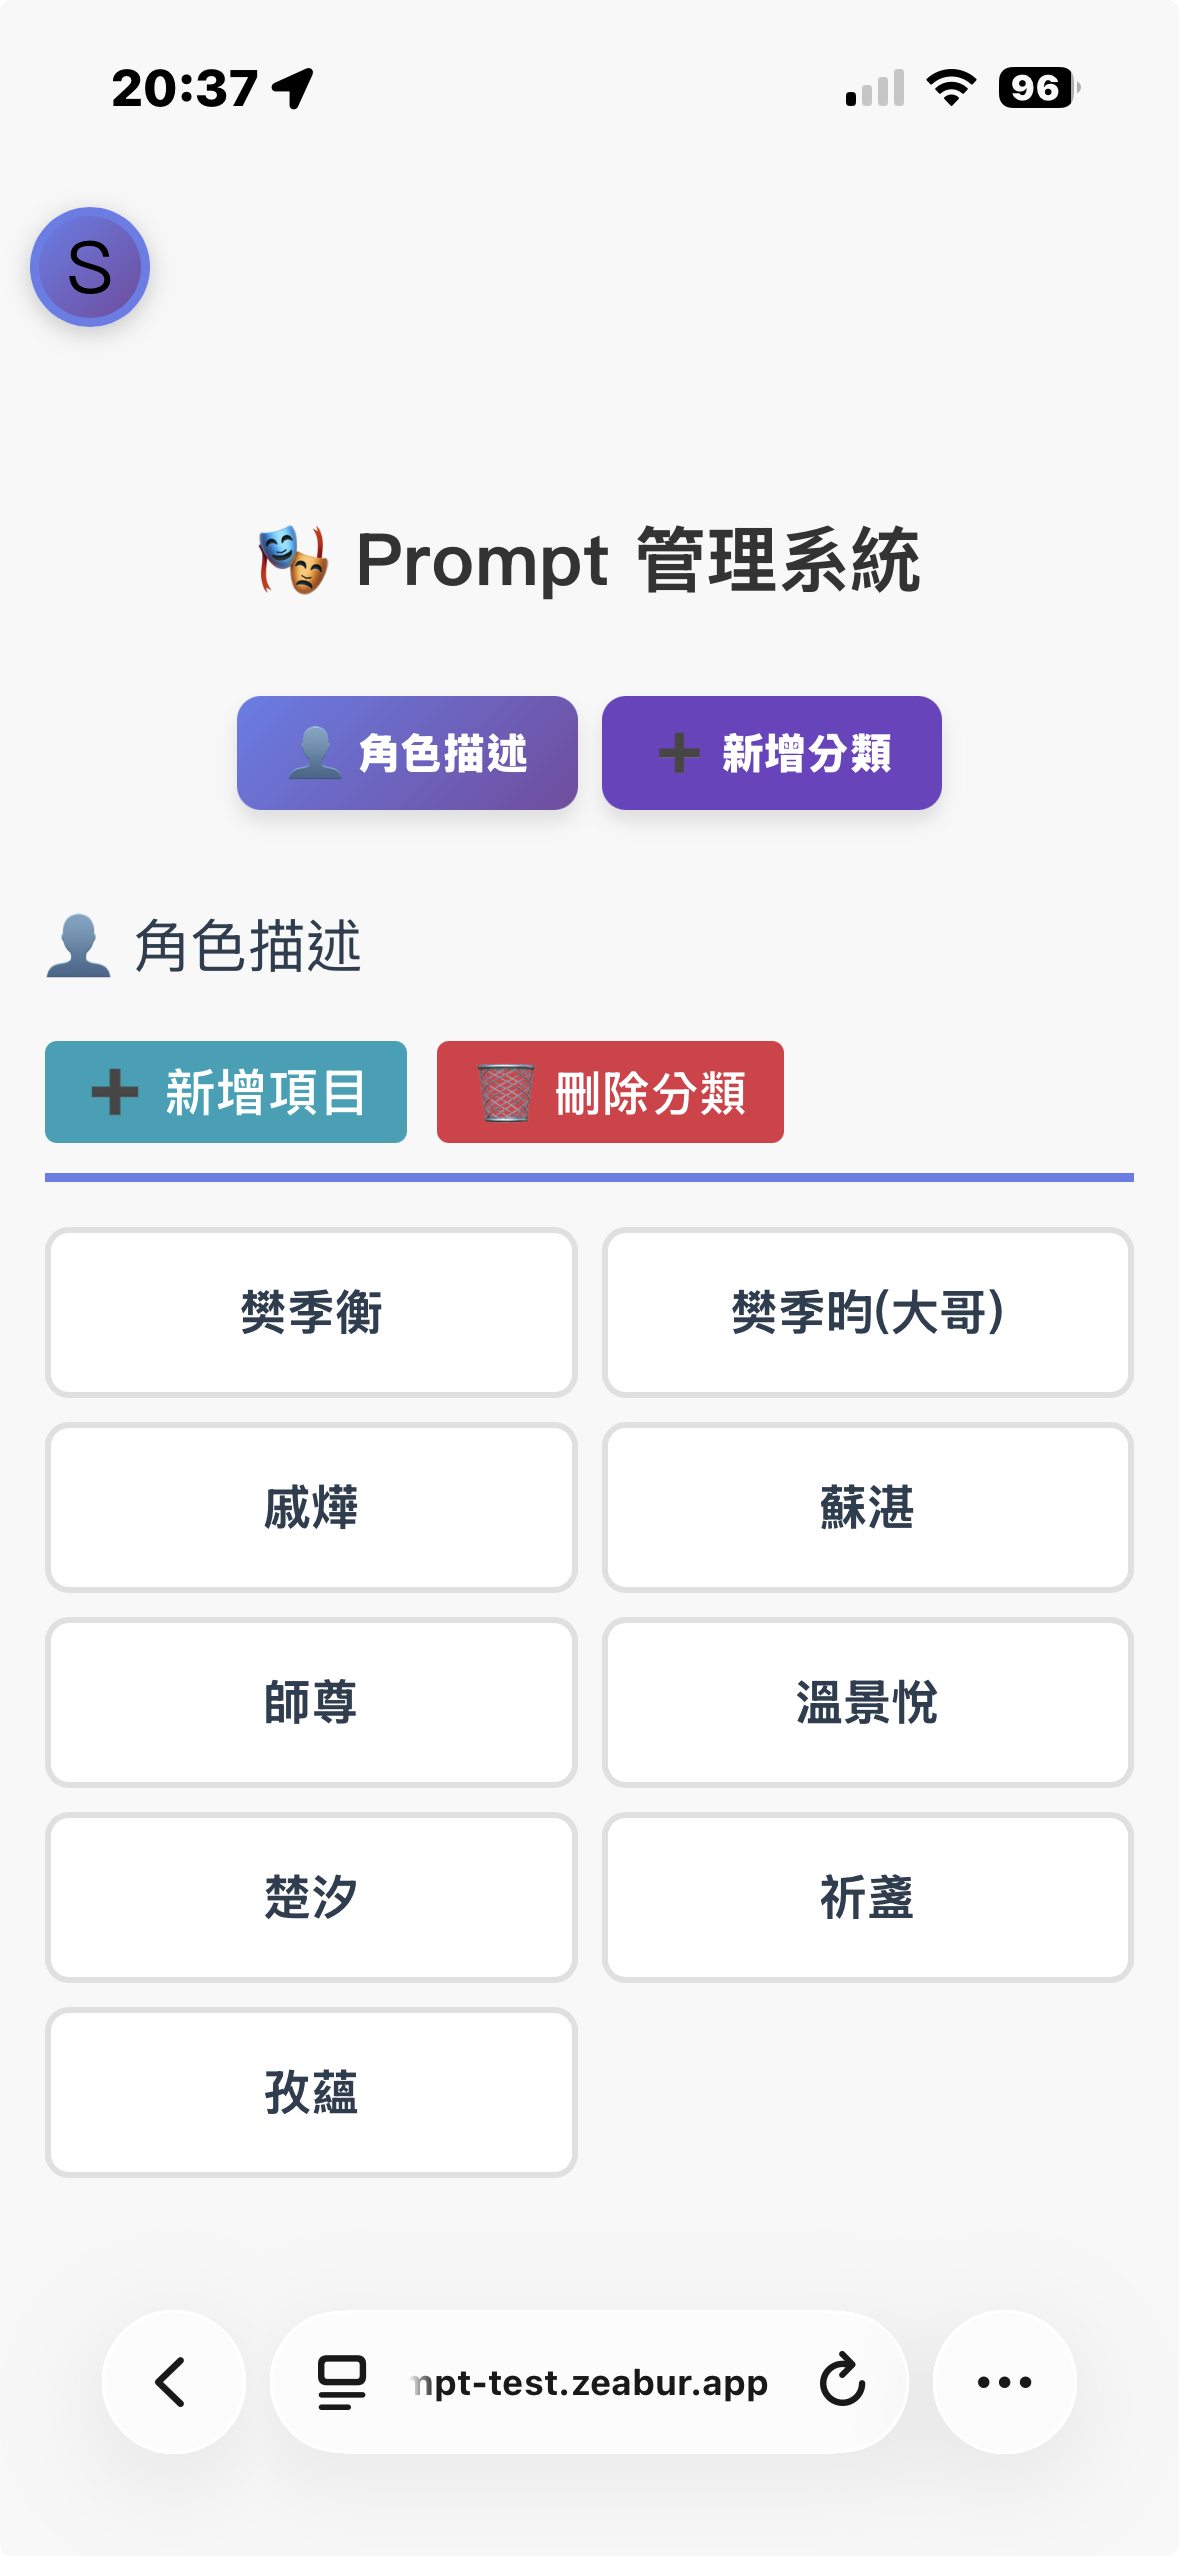 20:37
96
S
🎭 Prompt 管理系統
👤 角色描述
➕ 新增分類
👤 角色描述
➕ 新增項目
🗑️ 刪除分類
樊季衡
樊季昀(大哥)
戚燁
蘇湛
師尊
溫景悅
楚汐
祈盞
孜蘊
mpt-test.zeabur.app